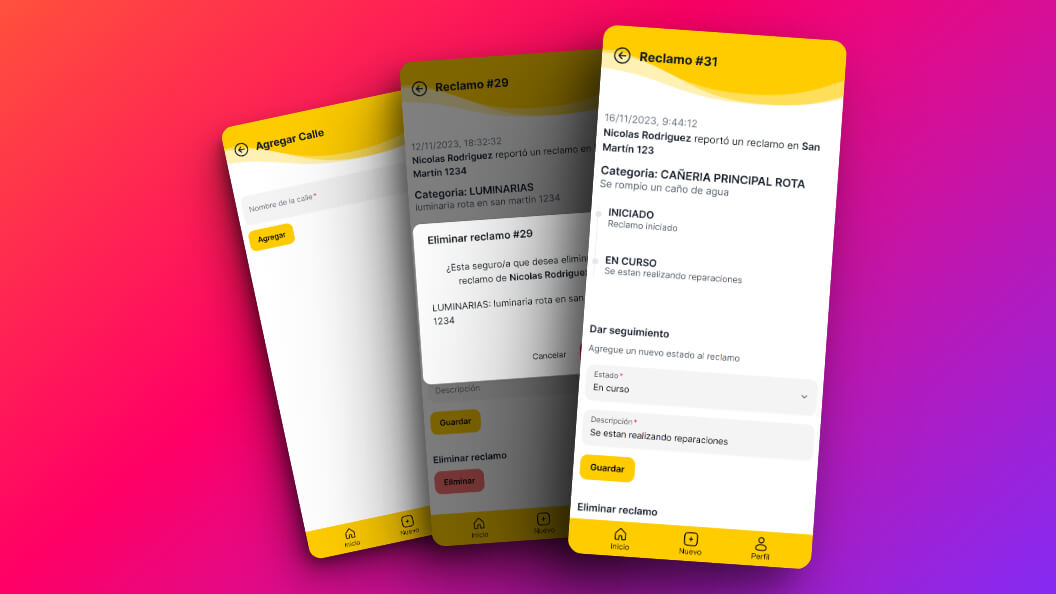 Agregar Calle
Nombre de la calle*
Agregar
Inicio
Nuevo
Reclamo #29
12/11/2023, 18:32:32
Nicolas Rodriguez reportó un reclamo en
Martín 1234
Categoria: LUMINARIAS
luminaria rota en san martin 1234
Eliminar reclamo #29
¿Esta seguro/a que desea elimin
reclamo de Nicolas Rodriguez
LUMINARIAS: luminaria rota en san
1234
Cancelar
Descripción
Guardar
Eliminar reclamo
Eliminar
Inicio
Nuevo
Reclamo #31
16/11/2023, 9:44:12
Nicolas Rodriguez reportó un reclamo en San
Martín 123
Categoria: CAÑERIA PRINCIPAL ROTA
Se rompio un caño de agua
INICIADO
Reclamo iniciado
EN CURSO
Se estan realizando reparaciones
Dar seguimiento
Agregue un nuevo estado al reclamo
Estado*
En curso
Descripción*
Se estan realizando reparaciones
Guardar
Eliminar reclamo
Inicio
Nuevo
Perfil